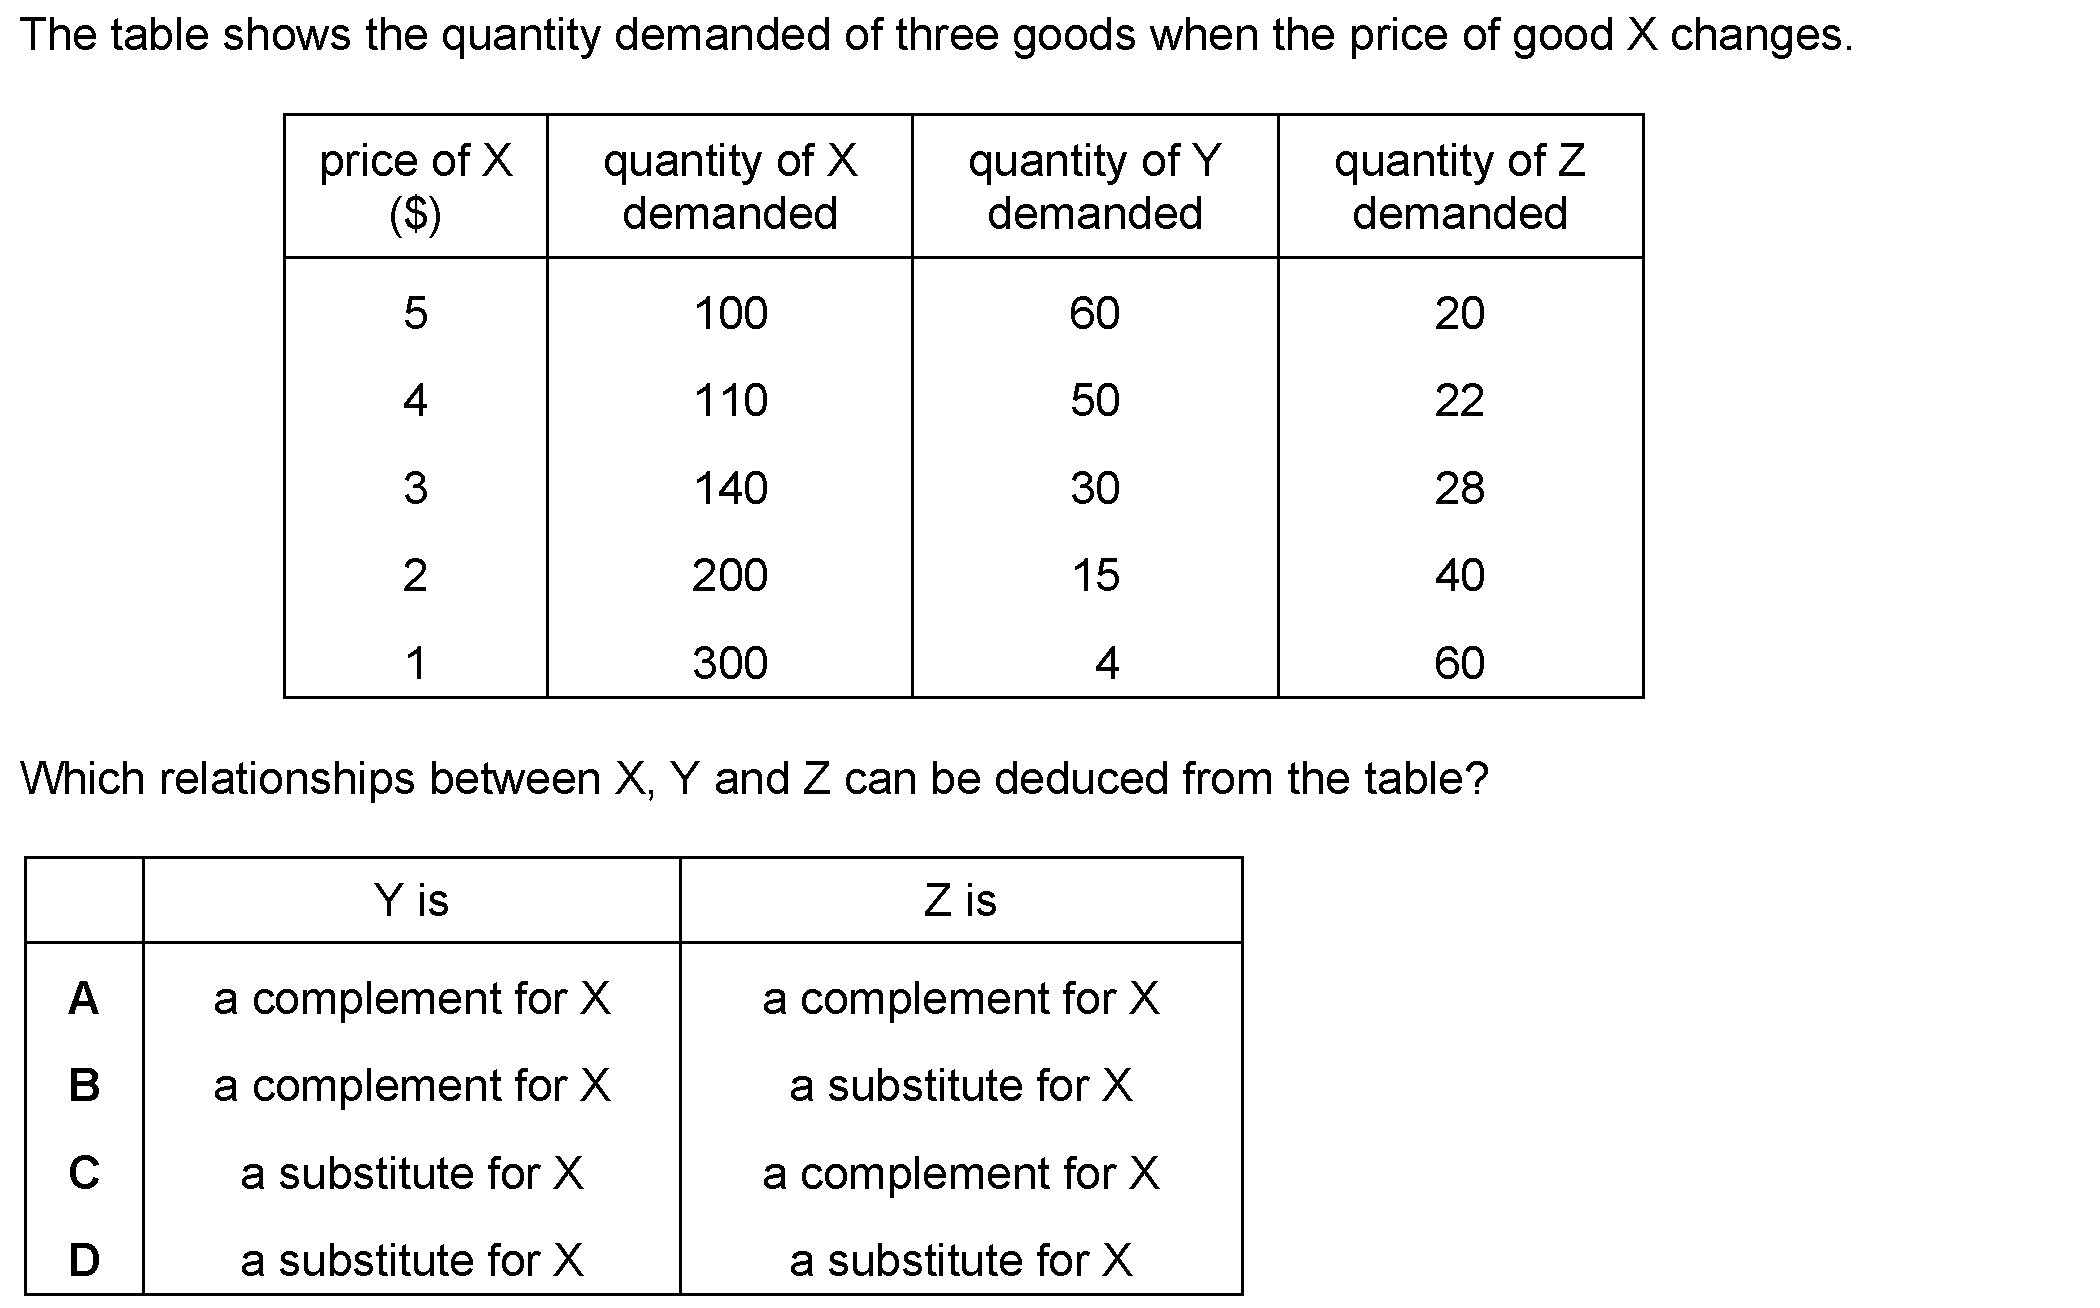 The table shows the quantity demanded of three goods when the price of good X changes.
price of X quantity of X quantity of Y quantity of Z
($) demanded demanded demanded
5 100 60 20
4 110 50 22
3 140 30 28
2 200 15 40
1 300 4 60
Which relationships between X, Y and Z can be deduced from the table?
Y is Z is
A a complement for X a complement for X
B a complement for X a substitute for X
C a substitute for X a complement for X
D a substitute for X a substitute for X